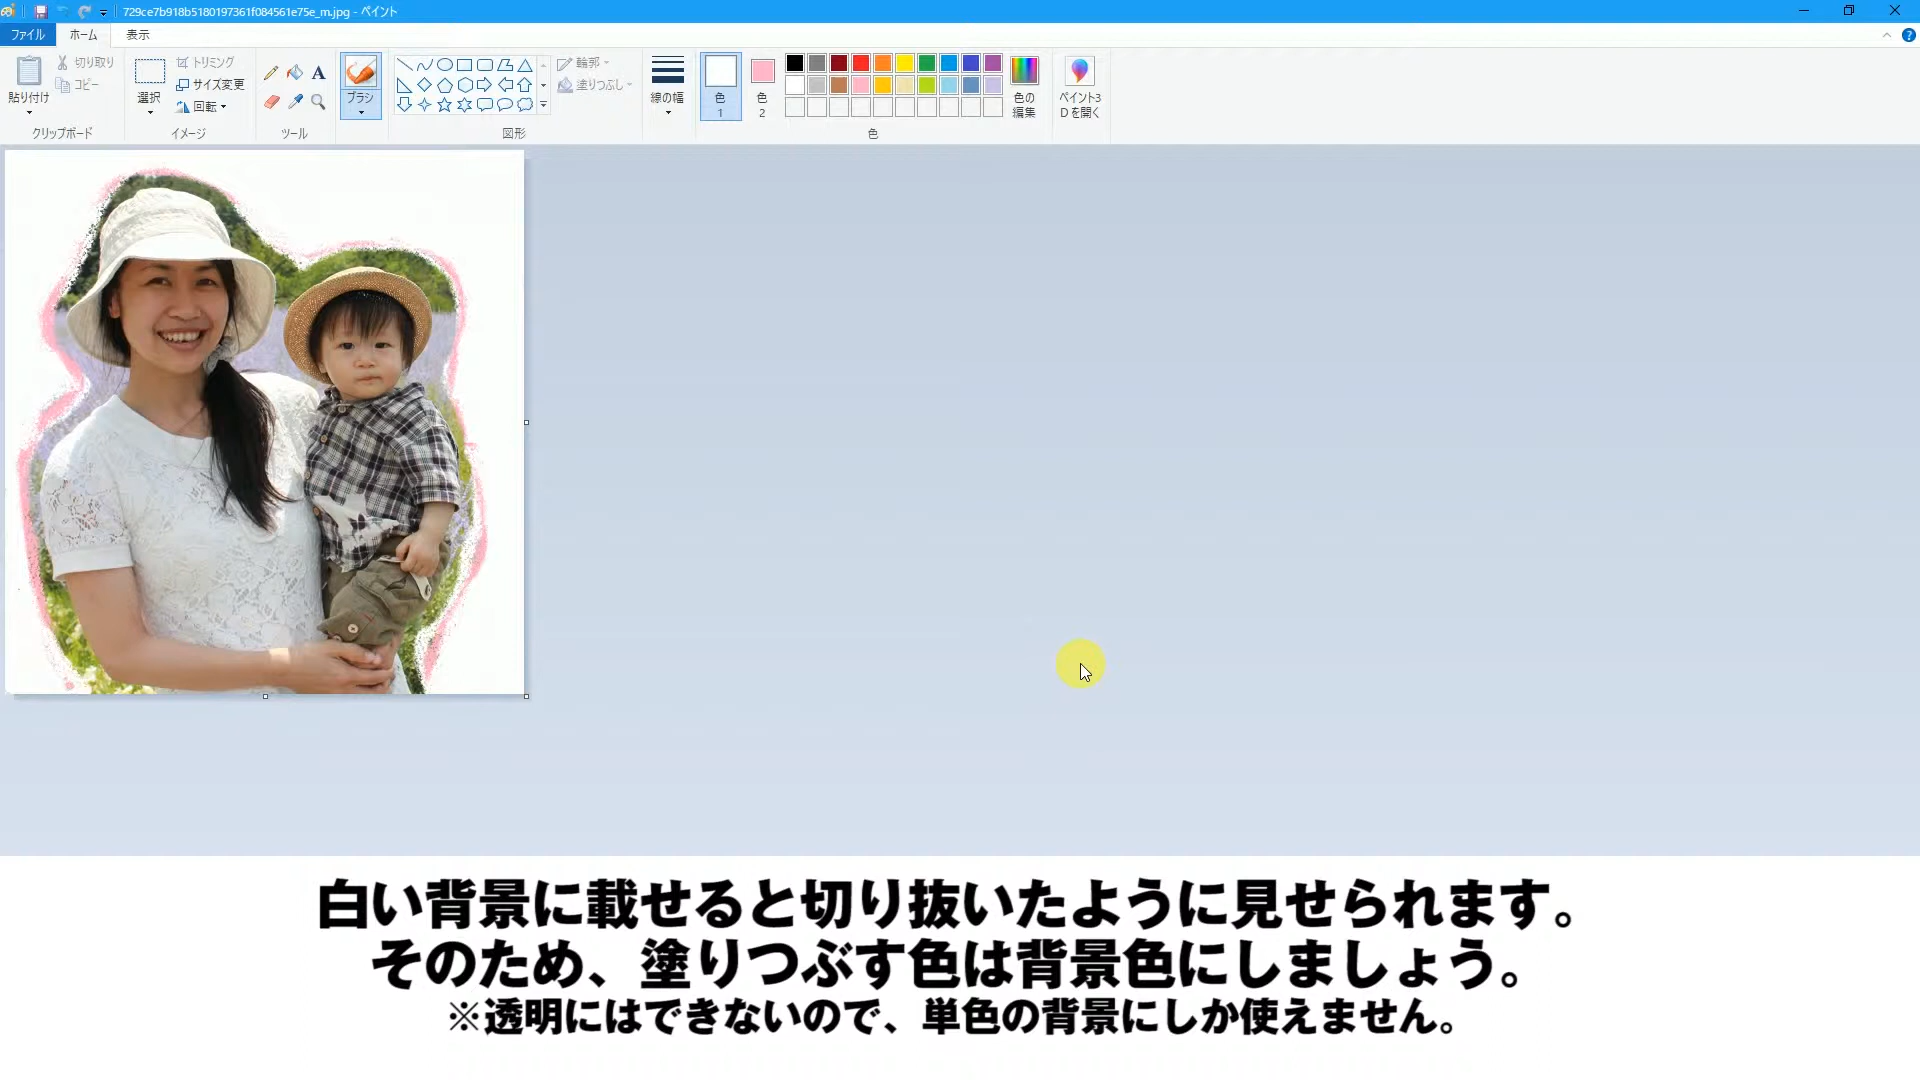 729ce7b918b5180197361f084561e75e_m.jpg - ペイント
ファイル ホーム 表示
貼り付け 切り取り コピー
クリップボード
選択 トリミング サイズ変更 回転
イメージ
A
ツール
ブラシ
輪郭 塗りつぶし
図形
線の幅
色 1
色 2
色の 編集
色
ペイント3 Dを開く
白い背景に載せると切り抜いたように見せられます。
そのため、塗りつぶす色は背景色にしましょう。
※透明にはできないので、単色の背景にしか使えません。